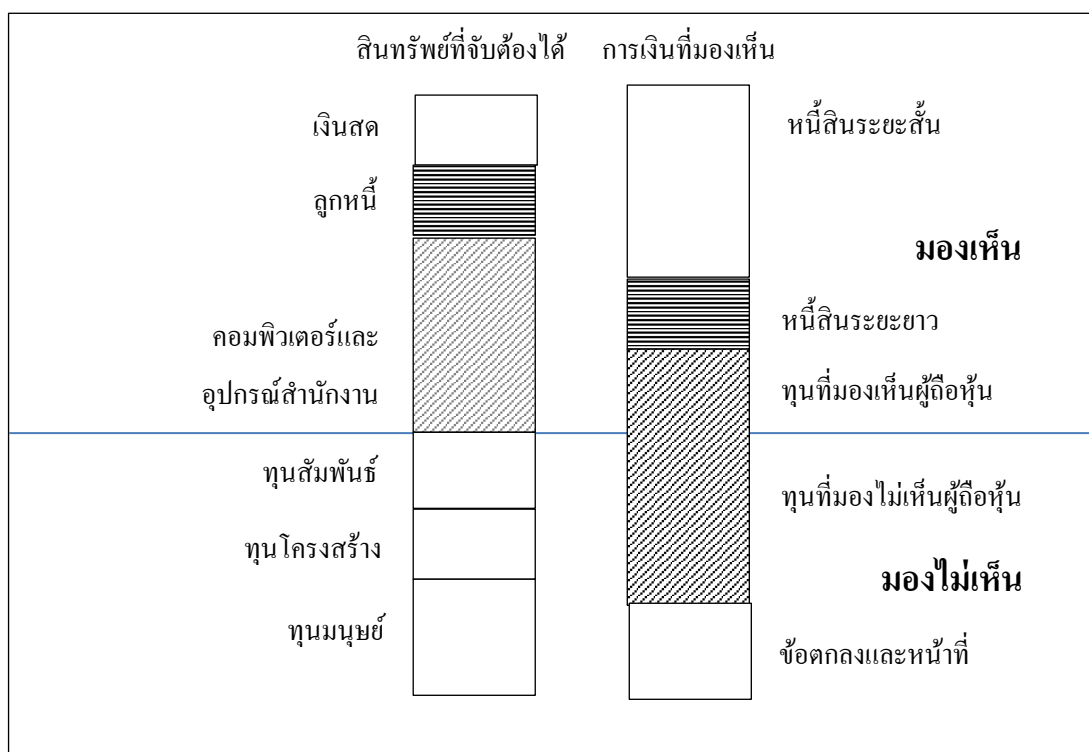 สินทรัพย์ที่จับต้องได้ การเงินที่มองเห็น
เงินสด
หนี้สินระยะสั้น
ลูกหนี้
มองเห็น
หนี้สินระยะยาว
คอมพิวเตอร์และ
อุปกรณ์สำนักงาน
ทุนที่มองเห็นผู้ถือหุ้น
ทุนสัมพันธ์
ทุนที่มองไม่เห็นผู้ถือหุ้น
ทุนโครงสร้าง
มองไม่เห็น
ทุนมนุษย์
ข้อตกลงและหน้าที่